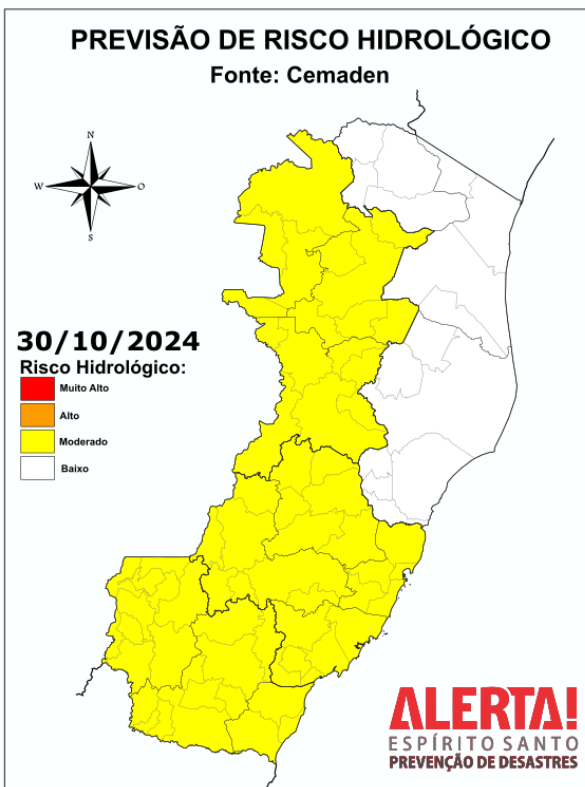 PREVISÃO DE RISCO HIDROLÓGICO
Fonte: Cemaden
N
W O
S
30/10/2024
Risco Hidrológico:
Muito Alto
Alto
Moderado
Baixo
ALERTA!
ESPÍRITO SANTO
PREVENÇÃO DE DESASTRES